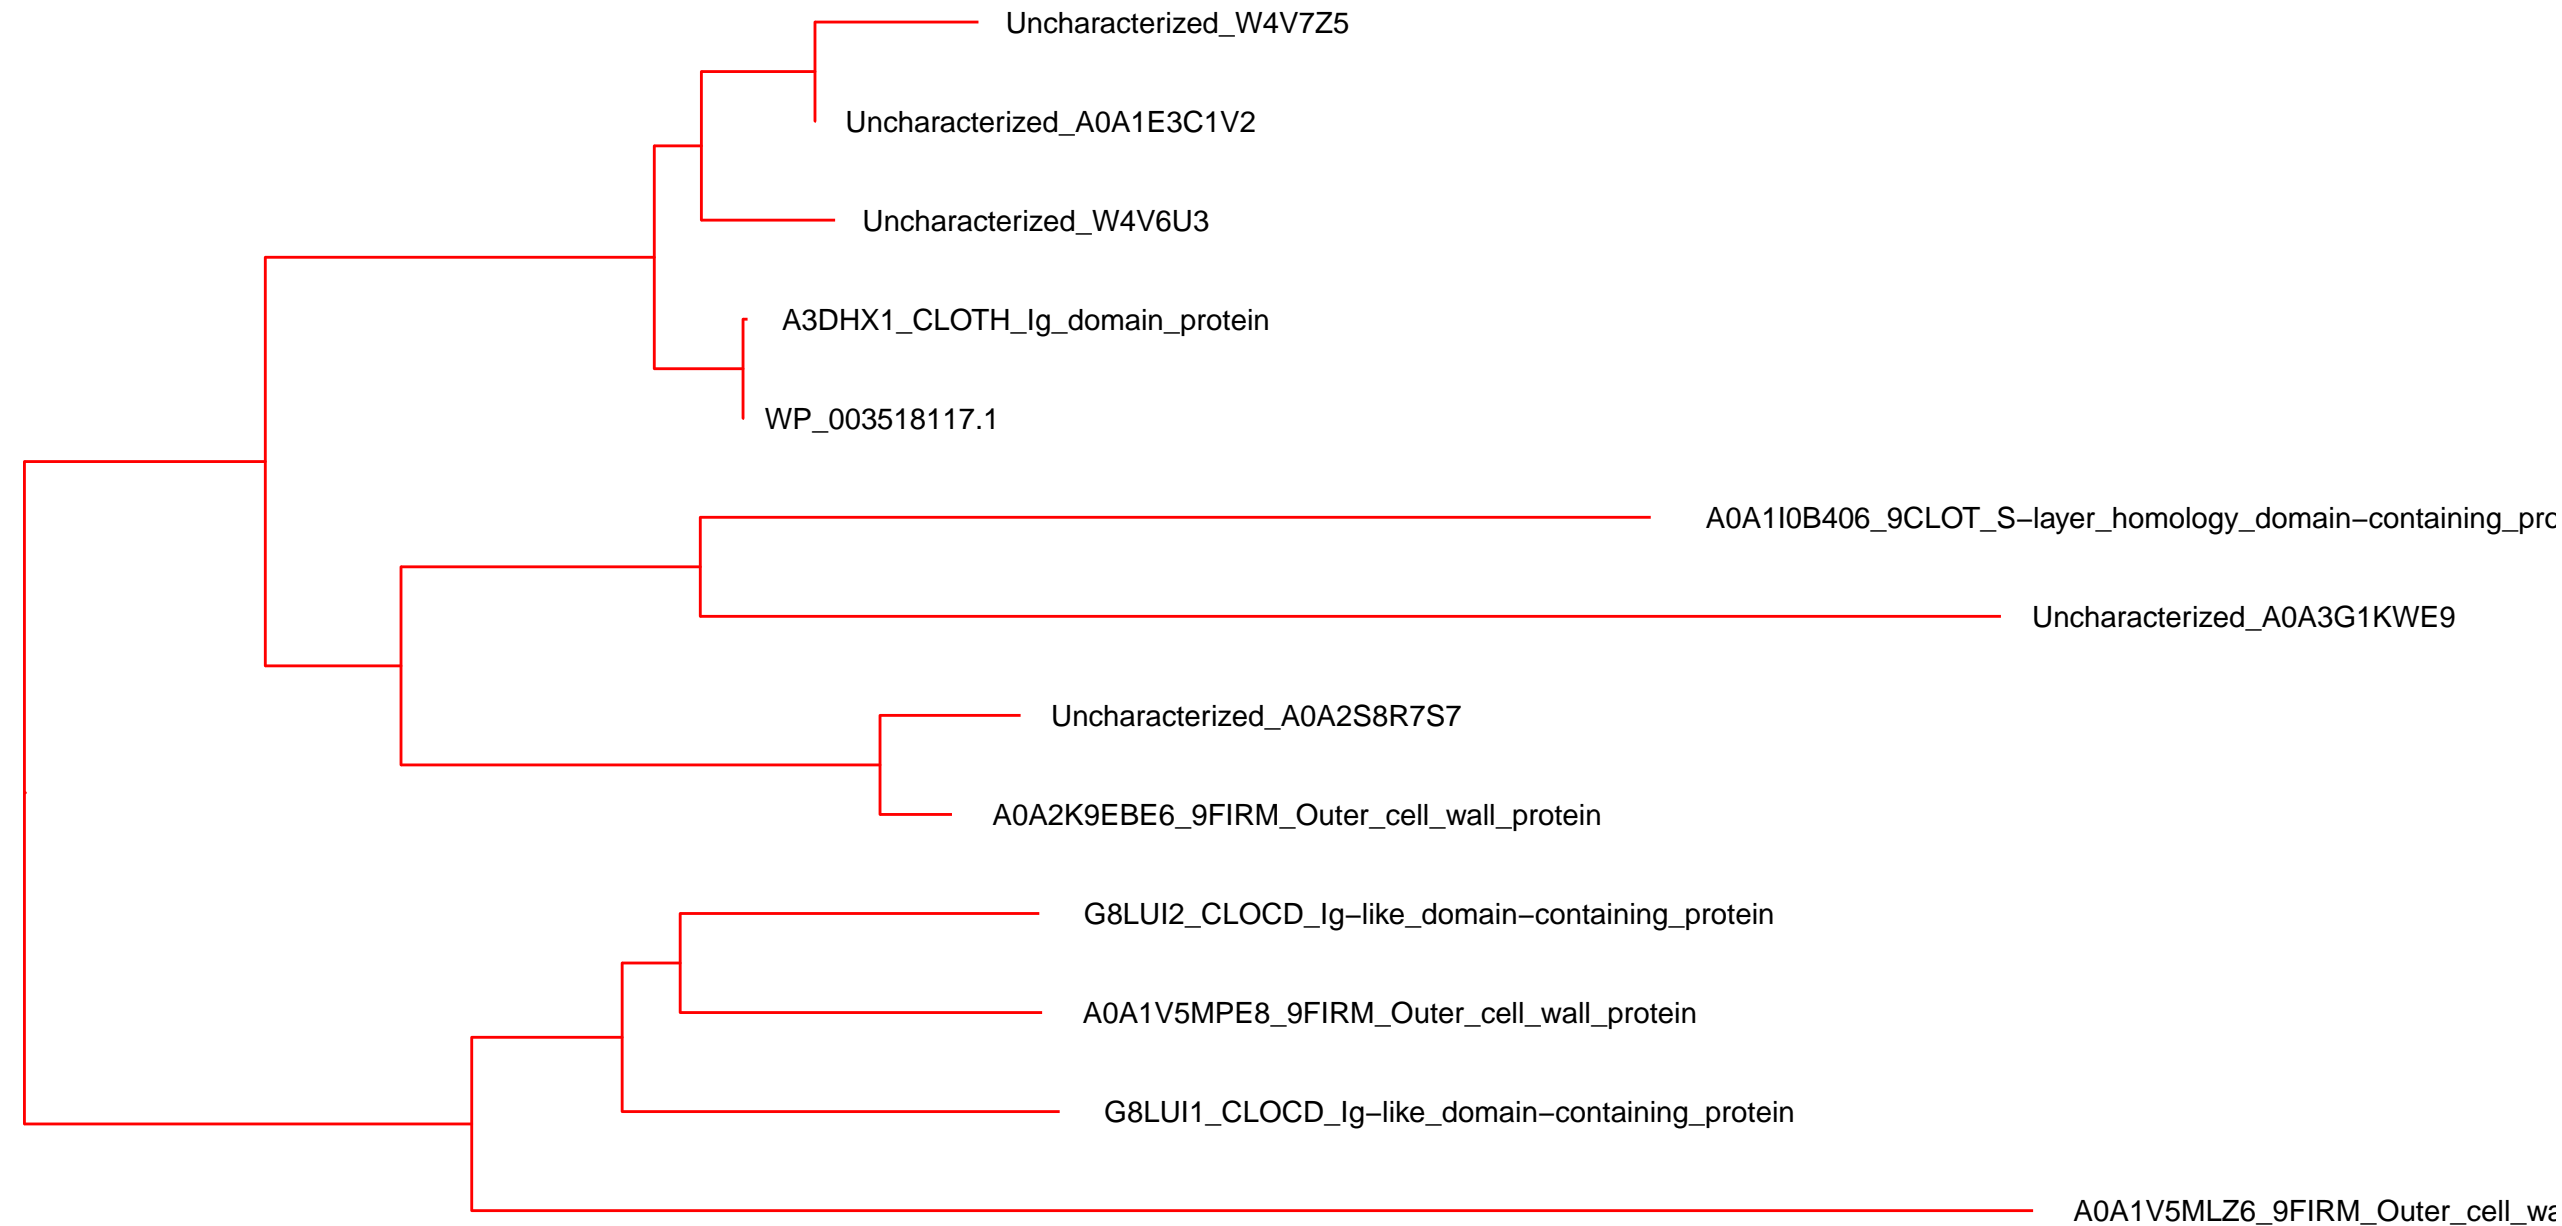 Uncharacterized_W4V7Z5
Uncharacterized_A0A1E3C1V2
Uncharacterized_W4V6U3
A3DHX1_CLOTH_Ig_domain_protein
WP_003518117.1
A0A1I0B406_9CLOT_S−layer_homology_domain−containing_pro
Uncharacterized_A0A3G1KWE9
Uncharacterized_A0A2S8R7S7
A0A2K9EBE6_9FIRM_Outer_cell_wall_protein
G8LUI2_CLOCD_Ig−like_domain−containing_protein
A0A1V5MPE8_9FIRM_Outer_cell_wall_protein
G8LUI1_CLOCD_Ig−like_domain−containing_protein
A0A1V5MLZ6_9FIRM_Outer_cell_wa